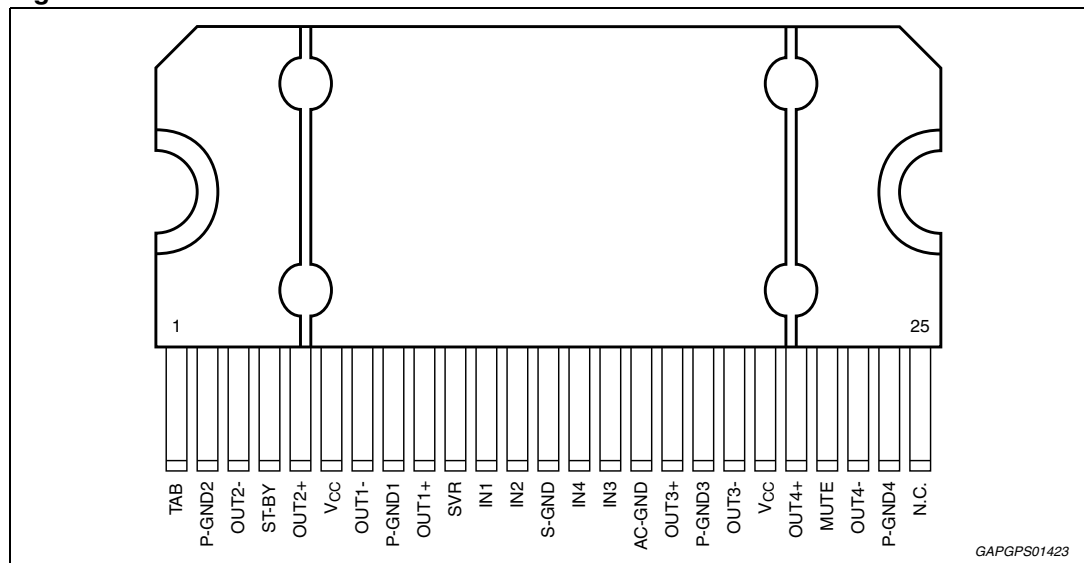 1
25
TAB
P-GND2
OUT2-
ST-BY
OUT2+
VCC
OUT1-
P-GND1
OUT1+
SVR
IN1
IN2
S-GND
IN4
IN3
AC-GND
OUT3+
P-GND3
OUT3-
VCC
OUT4+
MUTE
OUT4-
P-GND4
N.C.
GAPGPS01423